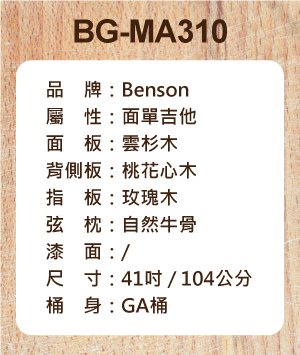 BG-MA310
品　牌：Benson
屬　性：面單吉他
面　板：雲杉木
背側板：桃花心木
指　板：玫瑰木
弦　枕：自然牛骨
漆　面：/
尺　寸：41吋 / 104公分
桶　身：GA桶